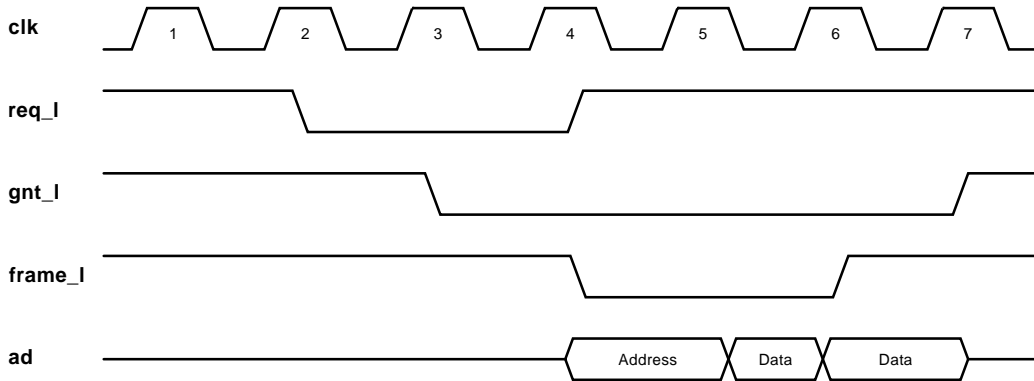 clk 1 2 3 4 5 6 7
req_l
gnt_l
frame_l
ad Address Data Data